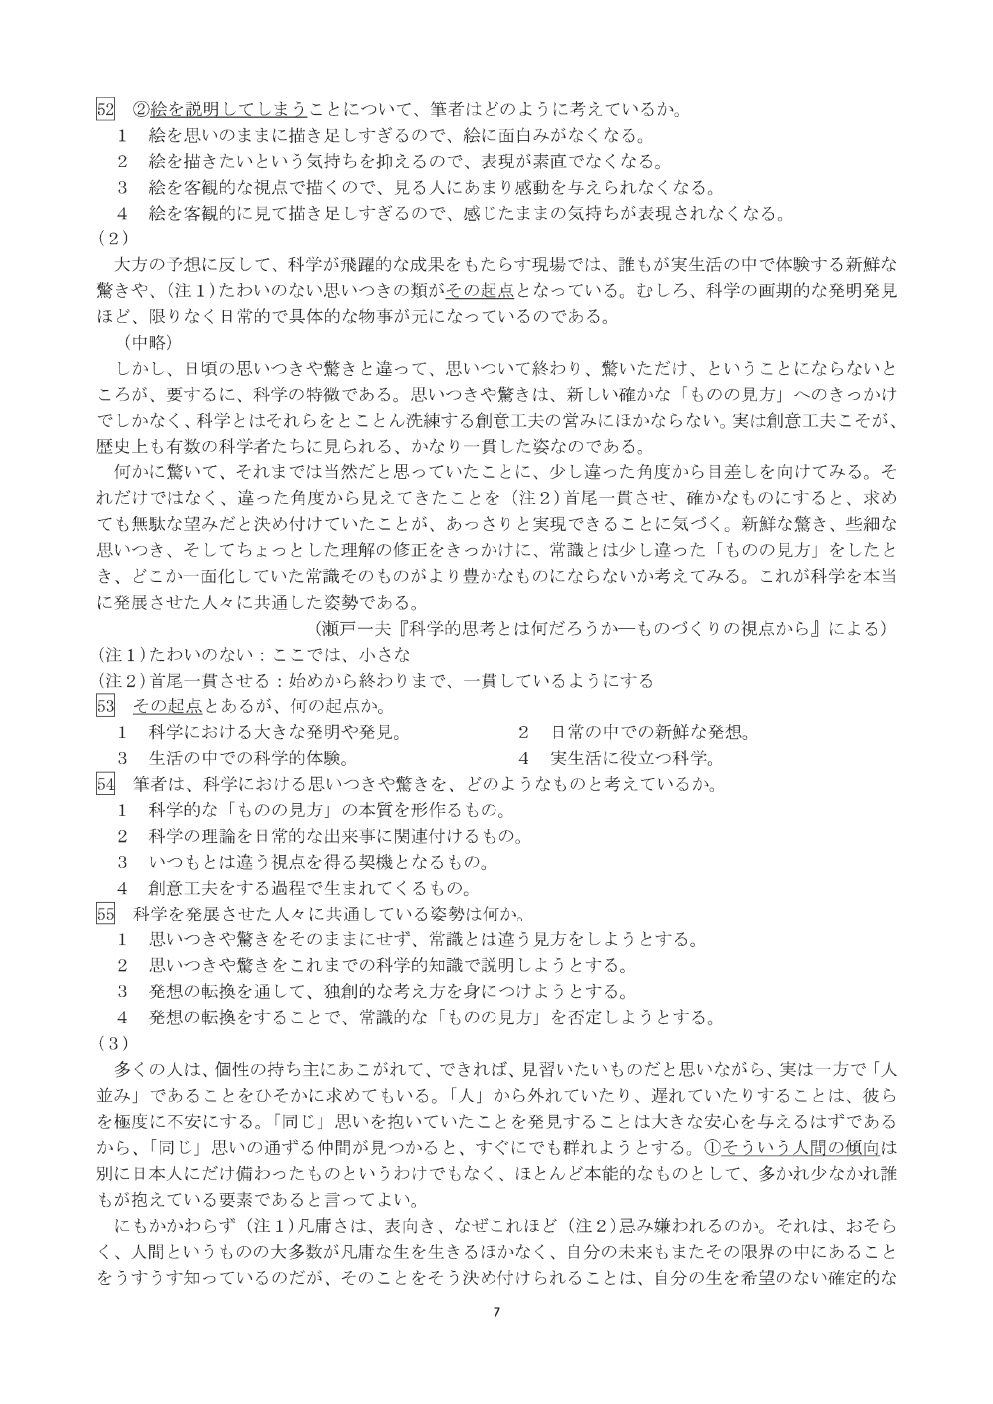 52　②絵を説明してしまうことについて、筆者はどのように考えているか。
1　絵を思いのままに描き足しすぎるので、絵に面白みがなくなる。
2　絵を描きたいという気持ちを抑えるので、表現が素直でなくなる。
3　絵を客観的な視点で描くので、見る人にあまり感動を与えられなくなる。
4　絵を客観的に見て描き足しすぎるので、感じたままの気持ちが表現されなくなる。
（2）
大方の予想に反して、科学が飛躍的な成果をもたらす現場では、誰もが実生活の中で体験する新鮮な
驚きや、（注1）たわいのない思いつきの類がその起点となっている。むしろ、科学の画期的な発明発見
ほど、限りなく日常的で具体的な物事が元になっているのである。
（中略）
しかし、日頃の思いつきや驚きと違って、思いついて終わり、驚いただけ、ということにならないと
ころが、要するに、科学の特徴である。思いつきや驚きは、新しい確かな「ものの見方」へのきっかけ
でしかなく、科学とはそれらをとことん洗練する創意工夫の営みにほかならない。実は創意工夫こそが、
歴史上も有数の科学者たちに見られる、かなり一貫した姿なのである。
何かに驚いて、それまでは当然だと思っていたことに、少し違った角度から目差しを向けてみる。そ
れだけではなく、違った角度から見えてきたことを（注2）首尾一貫させ、確かなものにすると、求め
ても無駄な望みだと決め付けていたことが、あっさりと実現できることに気づく。新鮮な驚き、些細な
思いつき、そしてちょっとした理解の修正をきっかけに、常識とは少し違った「ものの見方」をしたと
き、どこか一面化していた常識そのものがより豊かなものにならないか考えてみる。これが科学を本当
に発展させた人々に共通した姿勢である。
（瀬戸一夫『科学的思考とは何だろうか―ものづくりの視点から』による）
（注1）たわいのない：ここでは、小さな
（注2）首尾一貫させる：始めから終わりまで、一貫しているようにする
53　その起点とあるが、何の起点か。
1　科学における大きな発明や発見。　2　日常の中での新鮮な発想。
3　生活の中での科学的体験。　4　実生活に役立つ科学。
54　筆者は、科学における思いつきや驚きを、どのようなものと考えているか。
1　科学的な「ものの見方」の本質を形作るもの。
2　科学の理論を日常的な出来事に関連付けるもの。
3　いつもとは違う視点を得る契機となるもの。
4　創意工夫をする過程で生まれてくるもの。
55　科学を発展させた人々に共通している姿勢は何か。
1　思いつきや驚きをそのままにせず、常識とは違う見方をしようとする。
2　思いつきや驚きをこれまでの科学的知識で説明しようとする。
3　発想の転換を通して、独創的な考え方を身につけようとする。
4　発想の転換をすることで、常識的な「ものの見方」を否定しようとする。
（3）
多くの人は、個性の持ち主にあこがれて、できれば、見習いたいものだと思いながら、実は一方で「人
並み」であることをひそかに求めてもいる。「人」から外れていたり、遅れていたりすることは、彼ら
を極度に不安にする。「同じ」思いを抱いていたことを発見することは大きな安心を与えるはずである
から、「同じ」思いの通ずる仲間が見つかると、すぐにでも群れようとする。①そういう人間の傾向は
別に日本人にだけ備わったものというわけでもなく、ほとんど本能的なものとして、多かれ少なかれ誰
もが抱えている要素であると言ってよい。
にもかかわらず（注1）凡庸さは、表向き、なぜこれほど（注2）忌み嫌われるのか。それは、おそら
く、人間というものの大多数が凡庸な生を生きるほかなく、自分の未来もまたその限界の中にあること
をうすうす知っているのだが、そのことをそう決め付けられることは、自分の生を希望のない確定的な
7